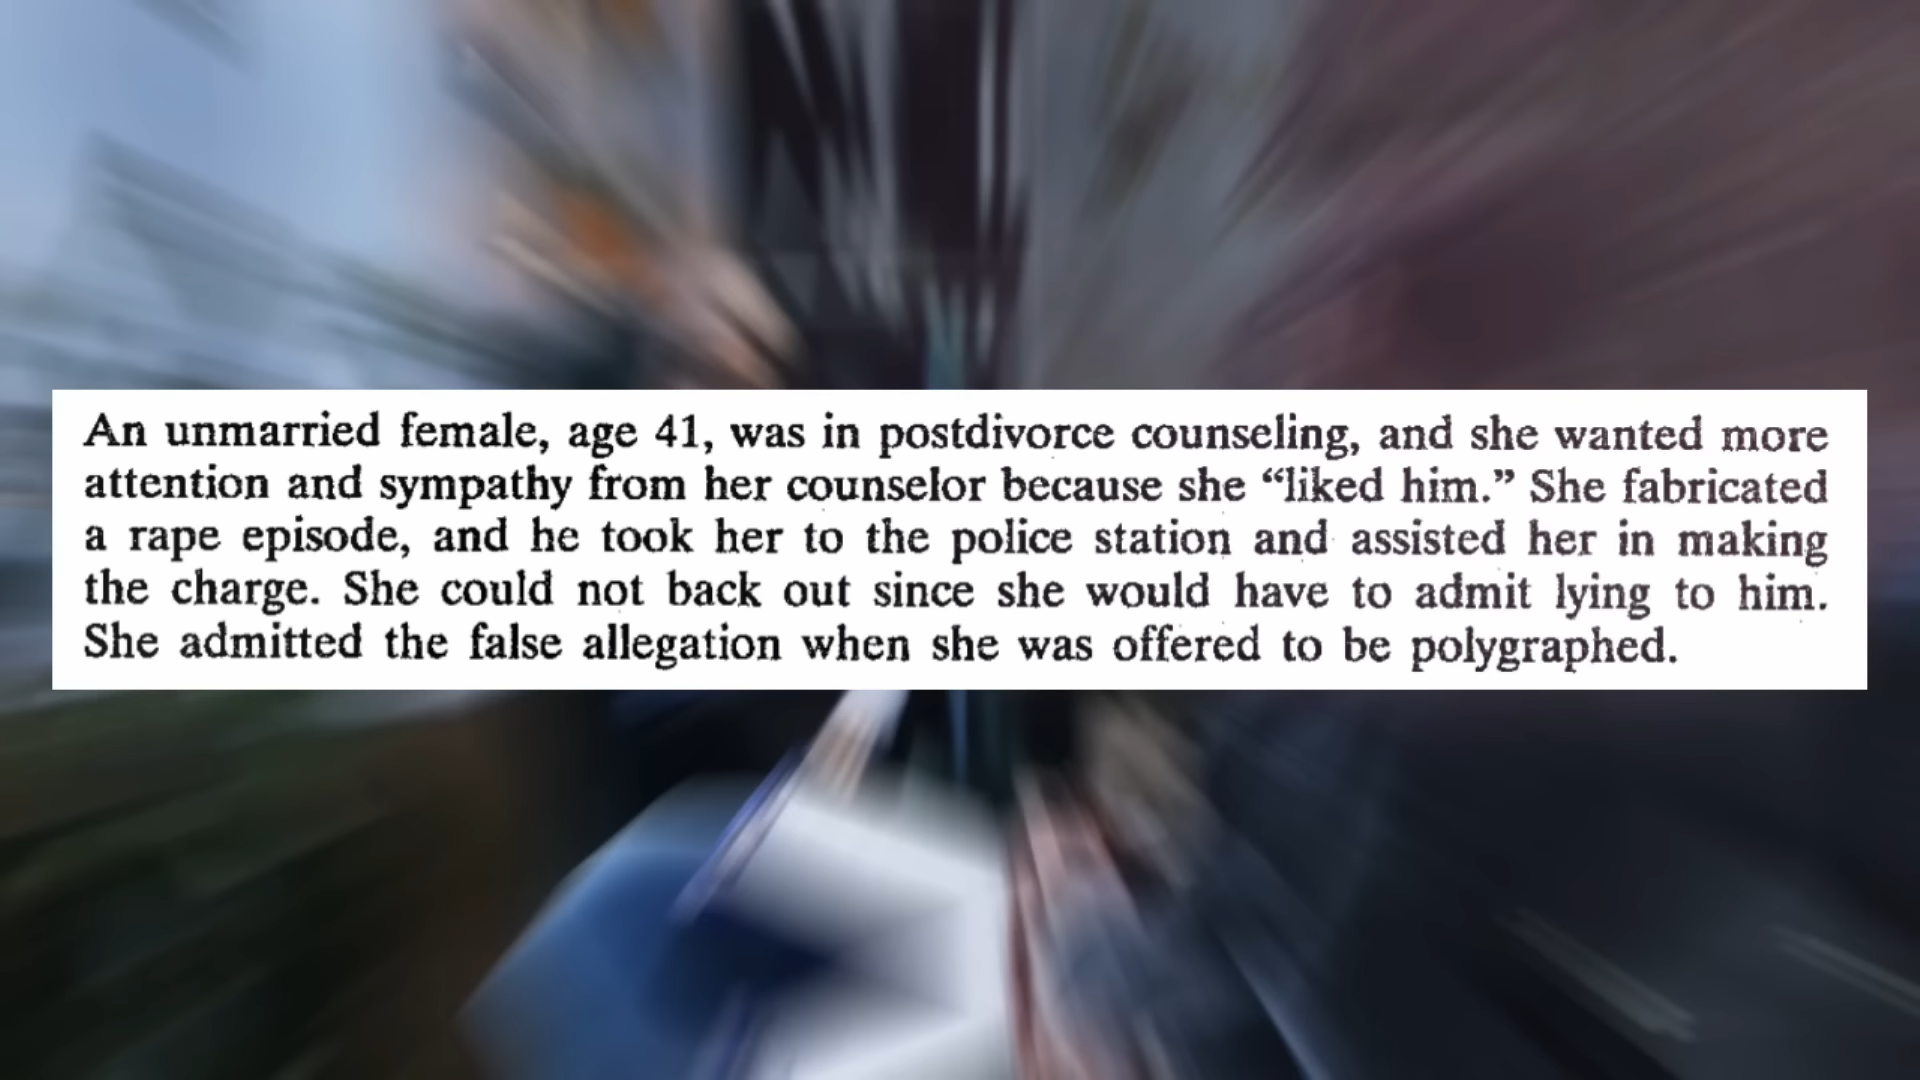 An unmarried female, age 41, was in postdivorce counseling, and she wanted more
attention and sympathy from her counselor because she “liked him.” She fabricated
a rape episode, and he took her to the police station and assisted her in making
the charge. She could not back out since she would have to admit lying to him.
She admitted the false allegation when she was offered to be polygraphed.